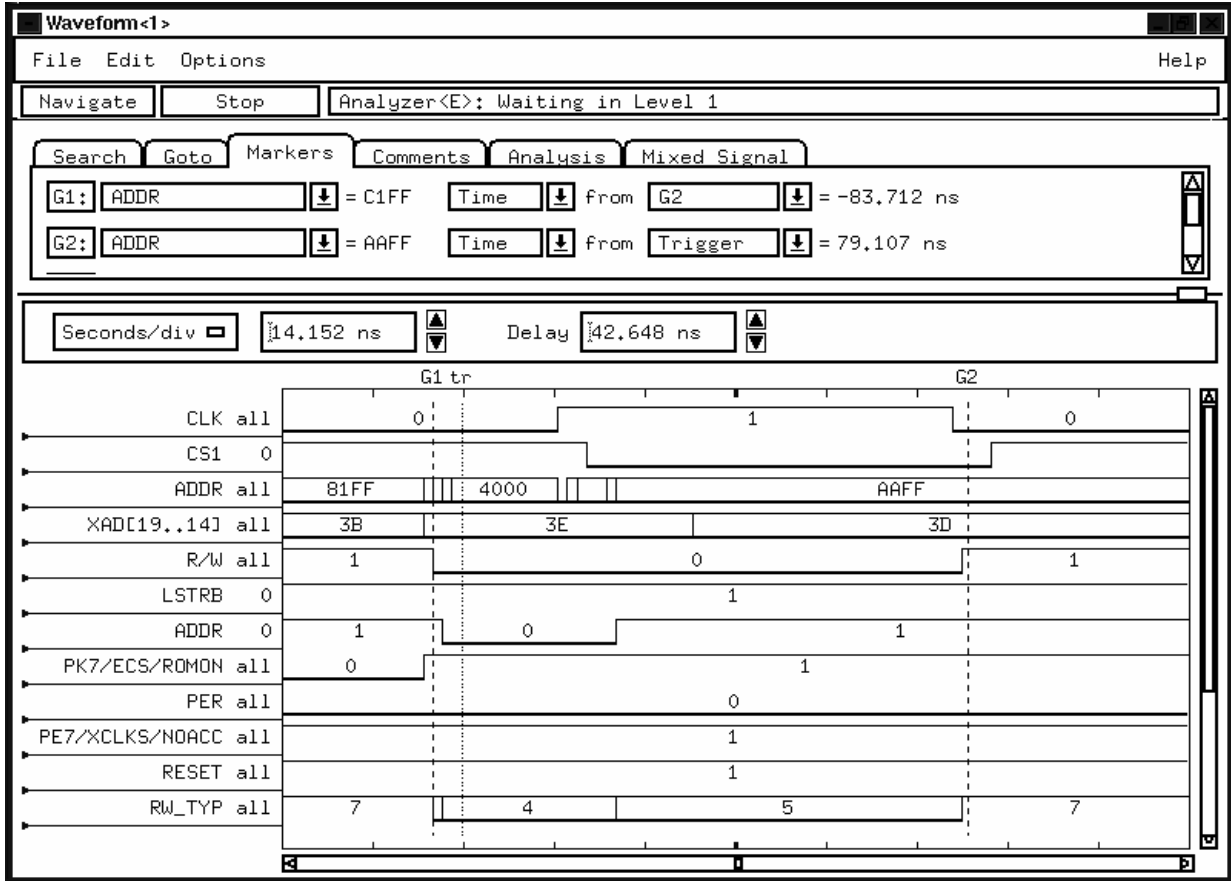 Waveform<1>
File Edit Options Help
Navigate Stop Analyzer<E>: Waiting in Level 1
Search Goto Markers Comments Analysis Mixed Signal
G1: ADDR = C1FF Time from G2 = -83.712 ns
G2: ADDR = AAFF Time from Trigger = 79.107 ns
Seconds/div 14.152 ns Delay 42.648 ns
G1 tr G2
CLK all 0 1 0
CS1 0
ADDR all 81FF 4000 AAFF
XAD[19..14] all 3B 3E 3D
R/W all 1 0 1
LSTRB 0 1
ADDR 0 1 0 1
PK7/ECS/ROMON all 0 1
PER all 0
PE7/XCLKS/NOACC all 1
RESET all 1
RW_TYP all 7 4 5 7